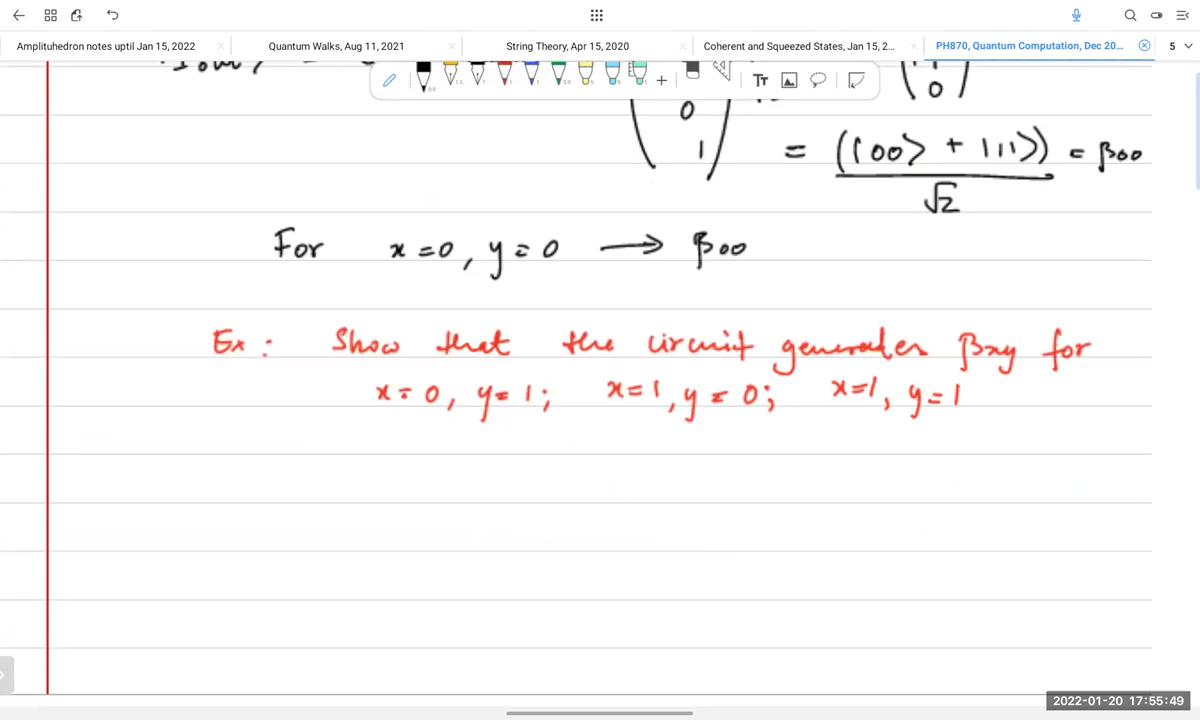 Amplituhedron notes uptil Jan 15, 2022
Quantum Walks, Aug 11, 2021
String Theory, Apr 15, 2020
Coherent and Squeezed States, Jan 15, 2...
PH870, Quantum Computation, Dec 20...
5
Tт
0
0
1
= (|00> + |11>) = β00
√2
For x=0, y=0 → β00
Ex: Show that the circuit generates βxy for
x=0, y=1; x=1, y=0; x=1, y=1
2022-01-20 17:55:49